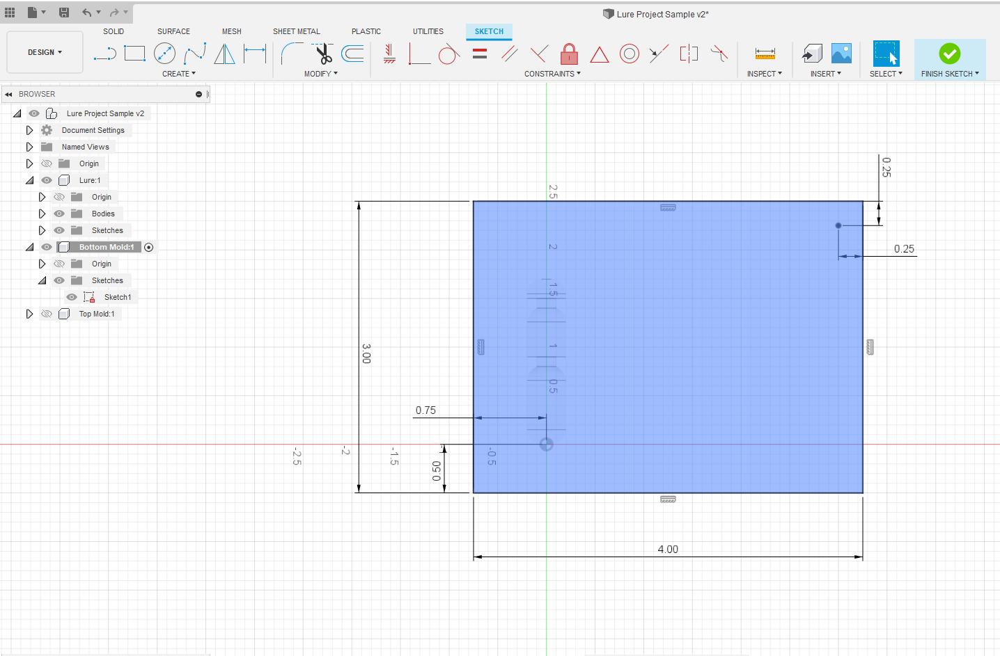 Lure Project Sample v2*
SOLID SURFACE MESH SHEET METAL PLASTIC UTILITIES SKETCH
DESIGN
CREATE MODIFY CONSTRAINTS INSPECT INSERT SELECT FINISH SKETCH
BROWSER
Lure Project Sample v2
Document Settings
Named Views
Origin
Lure:1
Origin
Bodies
Sketches
Bottom Mold:1
Origin
Sketches
Sketch1
Top Mold:1
0.25
2.5
2
0.25
1.5
1
3.00
0.5
0.75
-2.5
-2
-1.5
-0.5
0.50
4.00